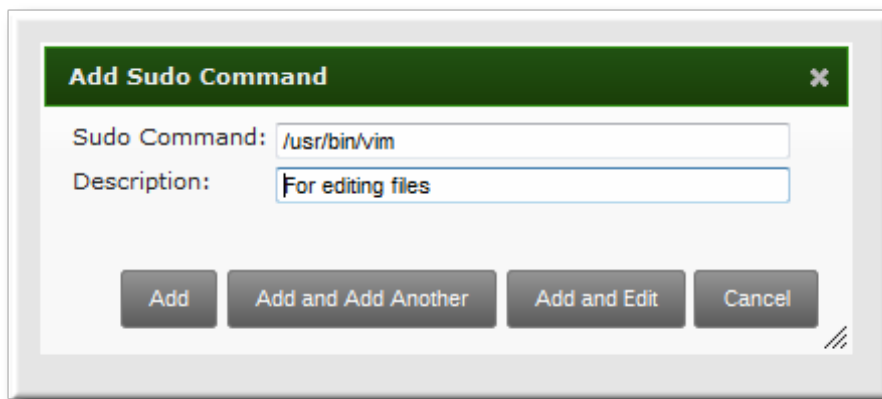 Add Sudo Command
Sudo Command: /usr/bin/vim
Description: For editing files
Add Add and Add Another Add and Edit Cancel